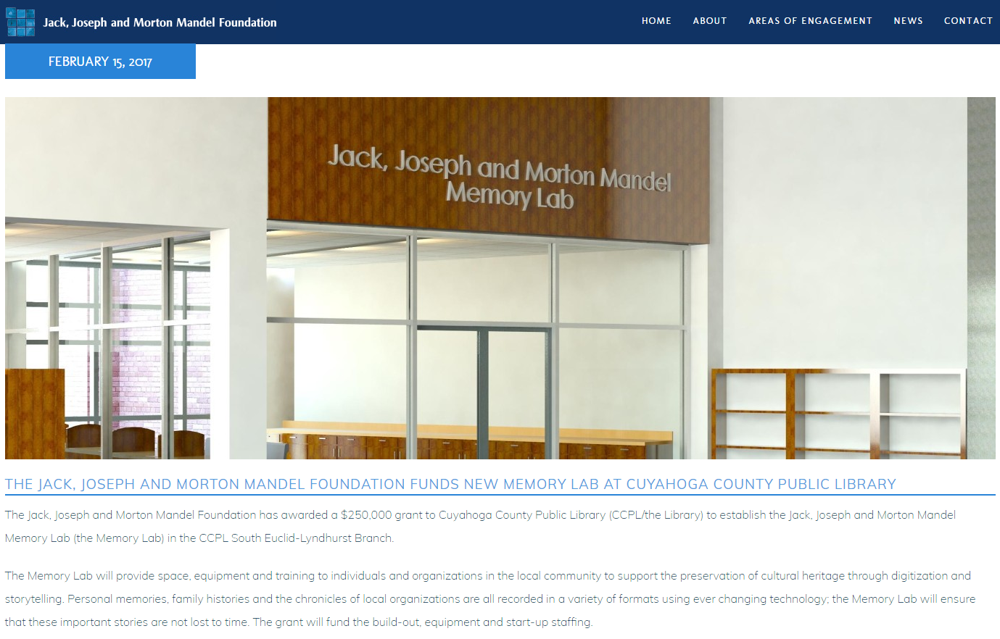 Jack, Joseph and Morton Mandel Foundation
HOME ABOUT AREAS OF ENGAGEMENT NEWS CONTACT
FEBRUARY 15, 2017
Jack, Joseph and Morton Mandel
Memory Lab
THE JACK, JOSEPH AND MORTON MANDEL FOUNDATION FUNDS NEW MEMORY LAB AT CUYAHOGA COUNTY PUBLIC LIBRARY
The Jack, Joseph and Morton Mandel Foundation has awarded a $250,000 grant to Cuyahoga County Public Library (CCPL/the Library) to establish the Jack, Joseph and Morton Mandel
Memory Lab (the Memory Lab) in the CCPL South Euclid-Lyndhurst Branch.
The Memory Lab will provide space, equipment and training to individuals and organizations in the local community to support the preservation of cultural heritage through digitization and
storytelling. Personal memories, family histories and the chronicles of local organizations are all recorded in a variety of formats using ever changing technology; the Memory Lab will ensure
that these important stories are not lost to time. The grant will fund the build-out, equipment and start-up staffing.